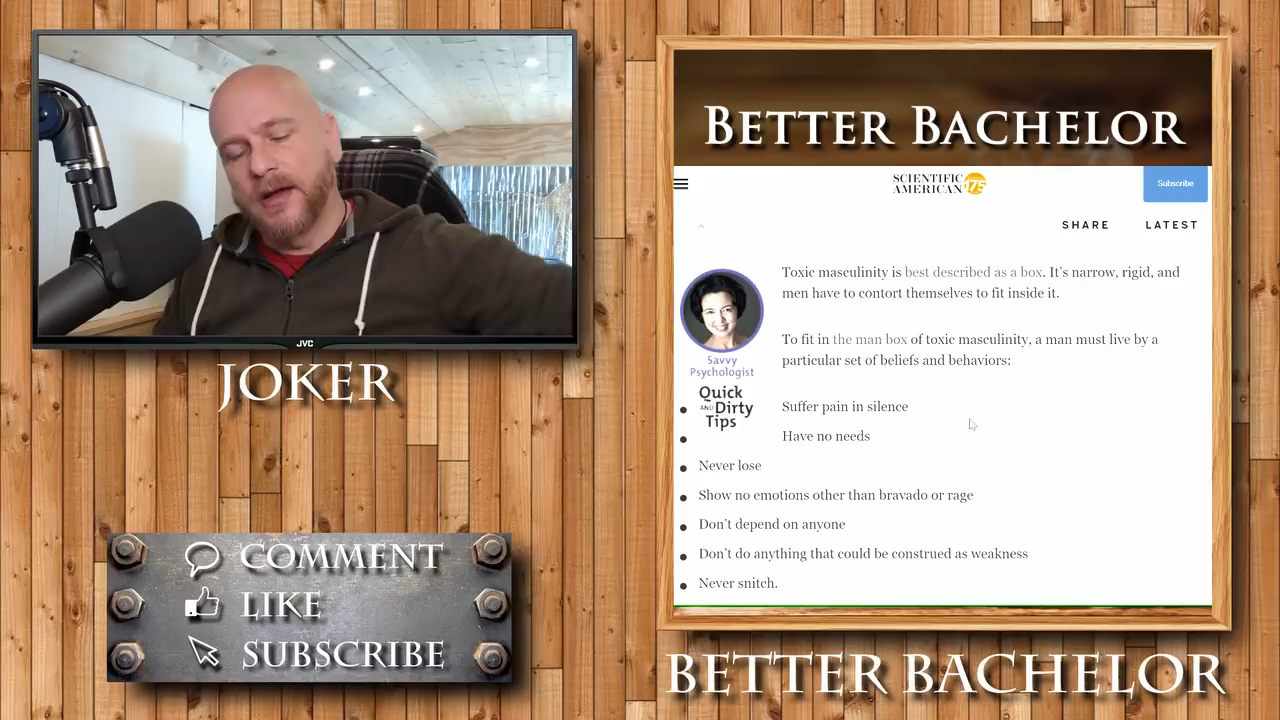 JVC
JOKER
COMMENT
LIKE
SUBSCRIBE
BETTER BACHELOR
SCIENTIFIC
AMERICAN 175
Subscribe
SHARE LATEST
Toxic masculinity is best described as a box. It’s narrow, rigid, and
men have to contort themselves to fit inside it.
Savvy
Psychologist
Quick
AND Dirty
Tips
To fit in the man box of toxic masculinity, a man must live by a
particular set of beliefs and behaviors:
Suffer pain in silence
Have no needs
Never lose
Show no emotions other than bravado or rage
Don’t depend on anyone
Don’t do anything that could be construed as weakness
Never snitch.
BETTER BACHELOR